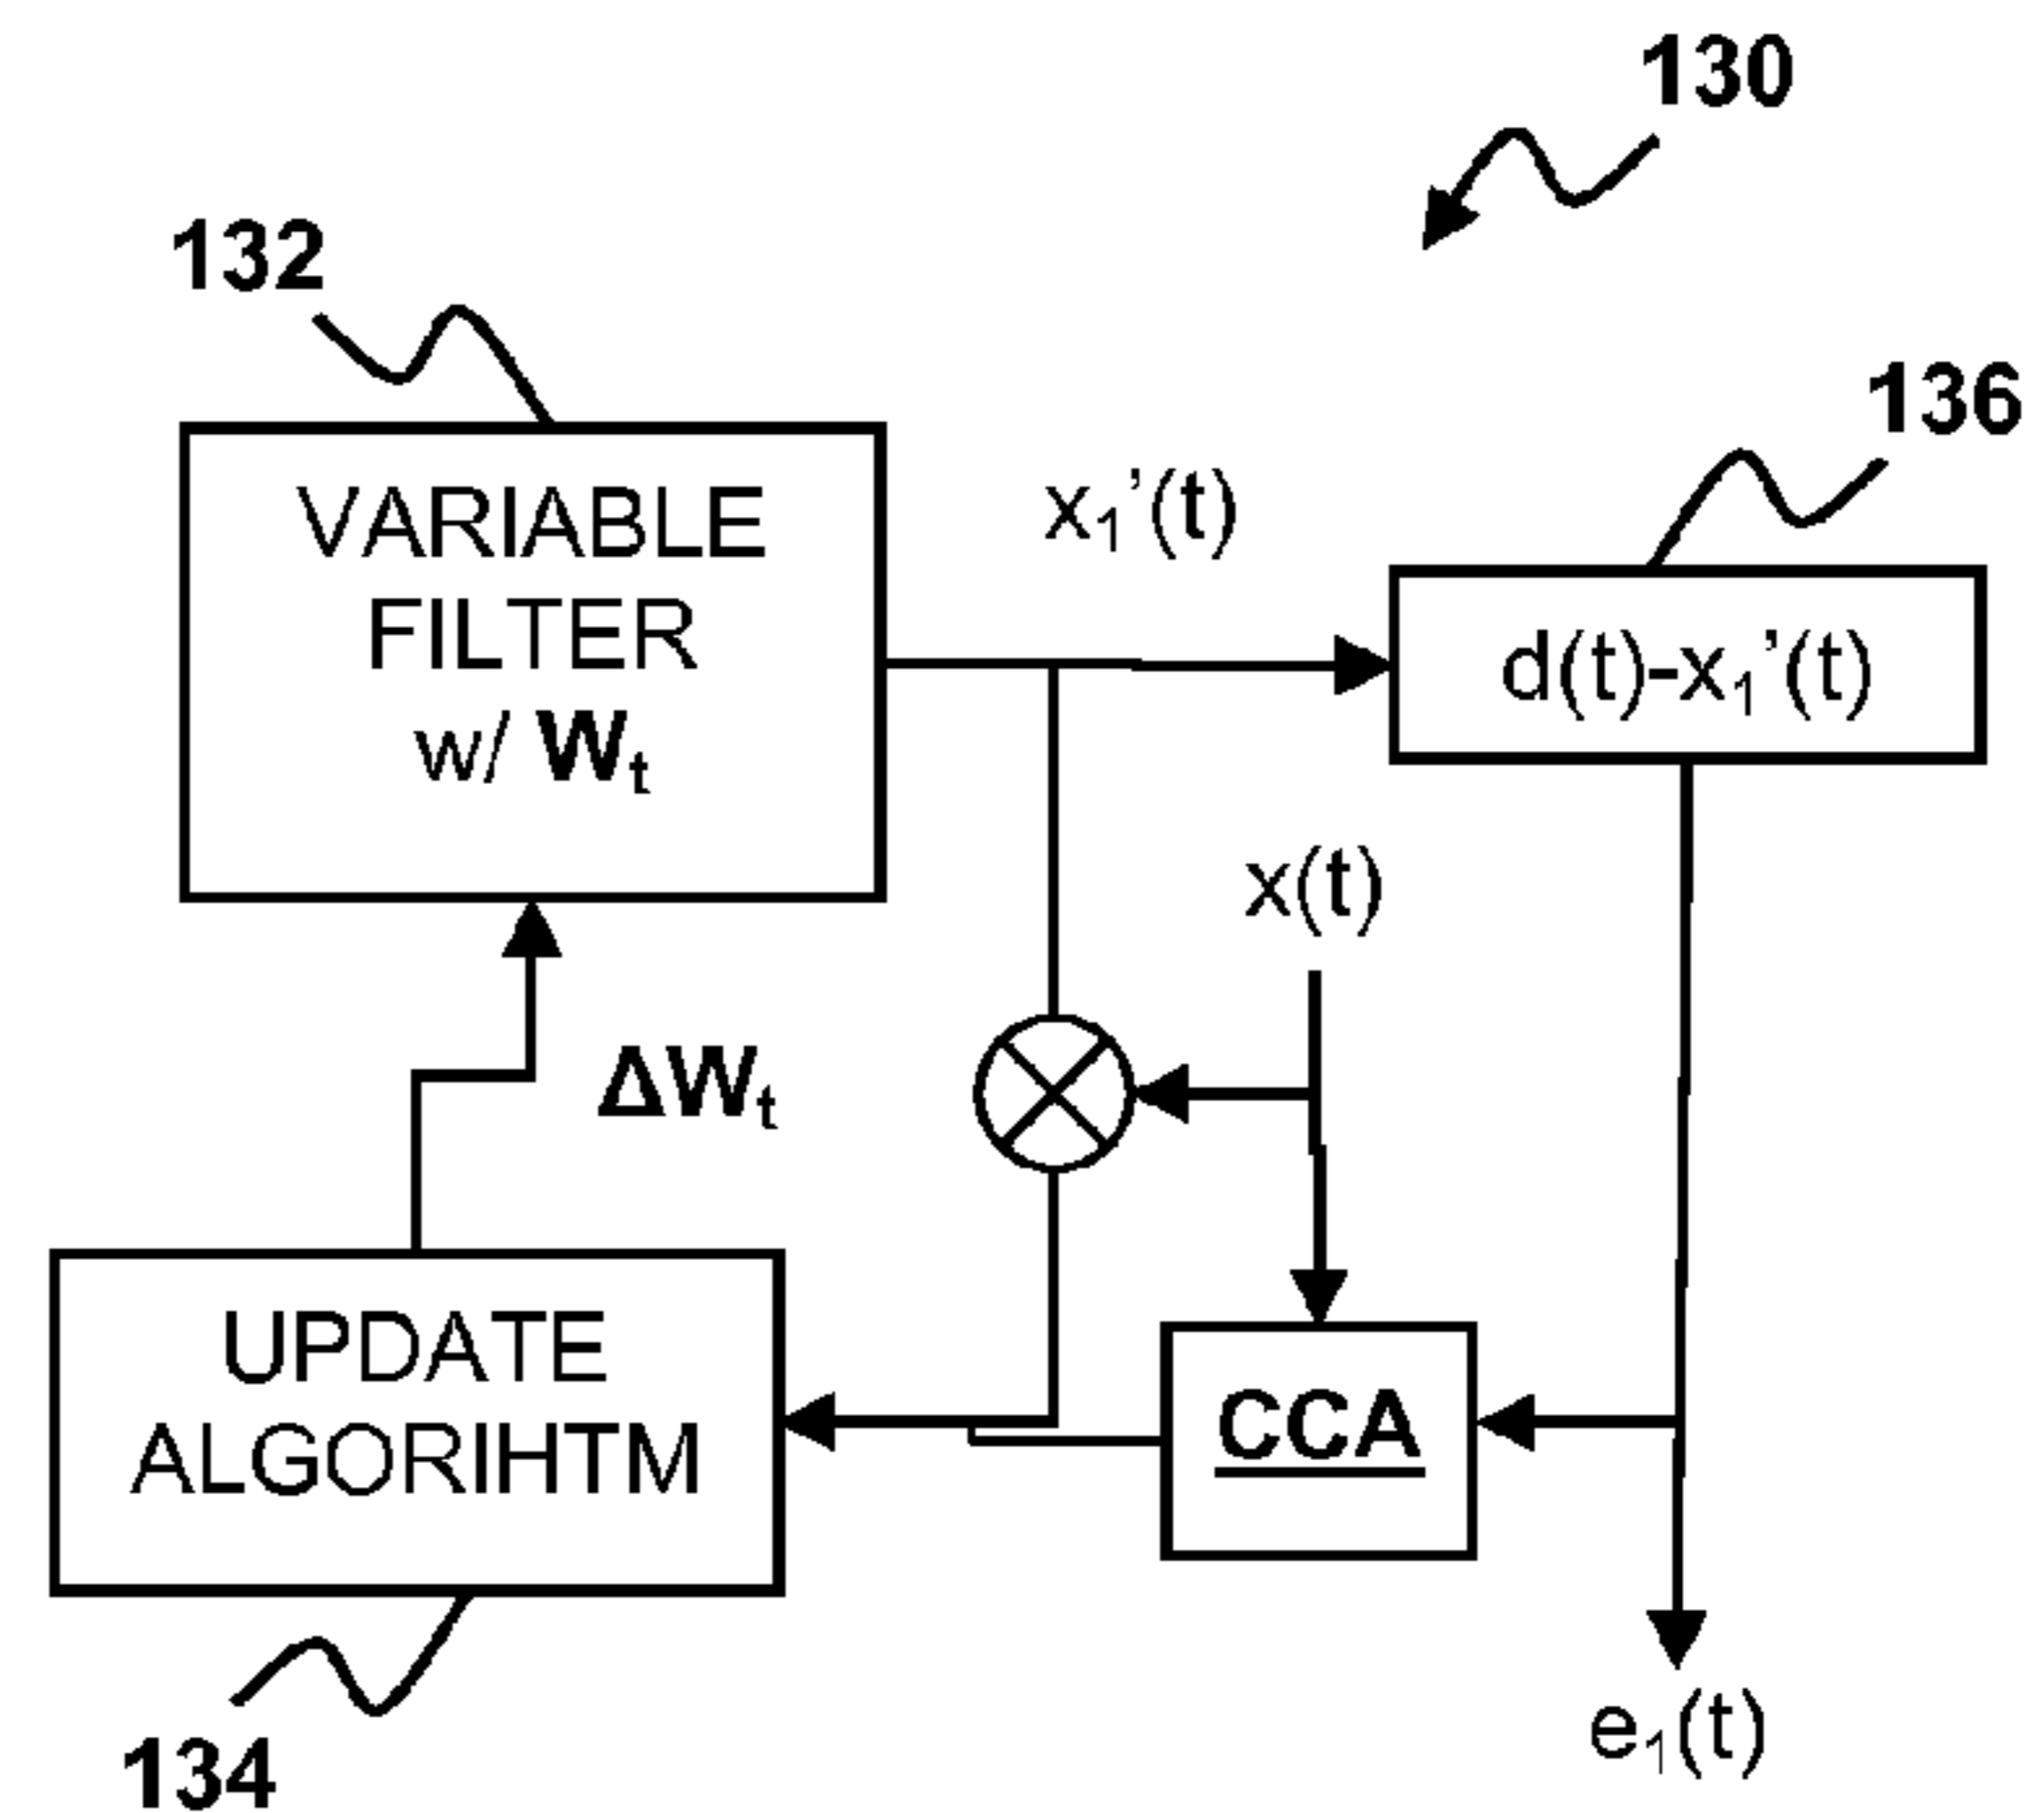 130
132
136
VARIABLE
FILTER
w/ Wt
x1’(t)
d(t)-x1’(t)
x(t)
ΔWt
UPDATE
ALGORIHTM
CCA
134
e1(t)